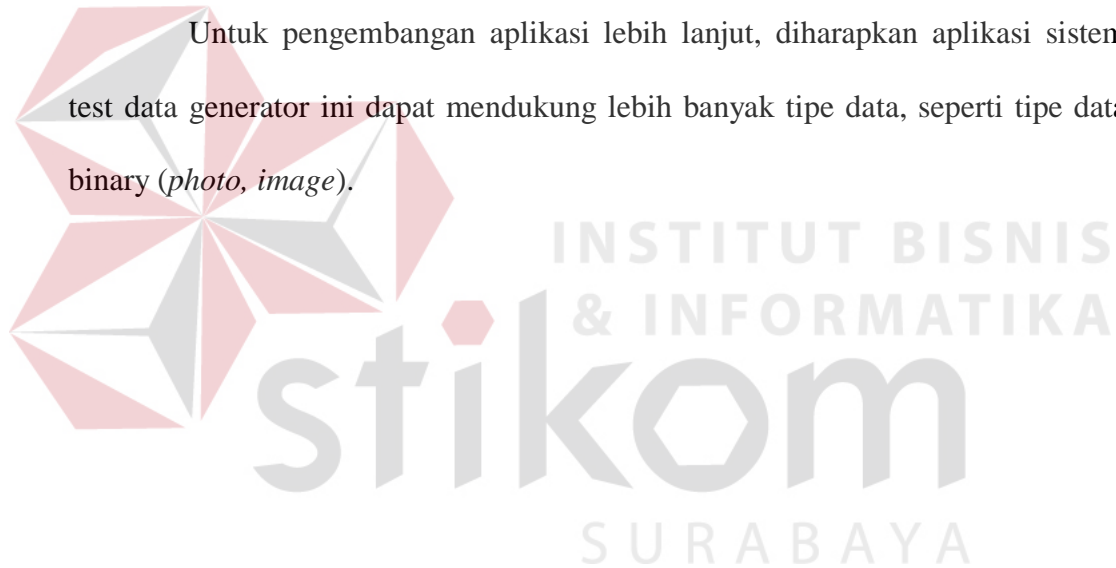 Untuk pengembangan aplikasi lebih lanjut, diharapkan aplikasi sistem
test data generator ini dapat mendukung lebih banyak tipe data, seperti tipe data
binary (photo, image).
INSTITUT BISNIS
& INFORMATIKA
stikom
SURABAYA